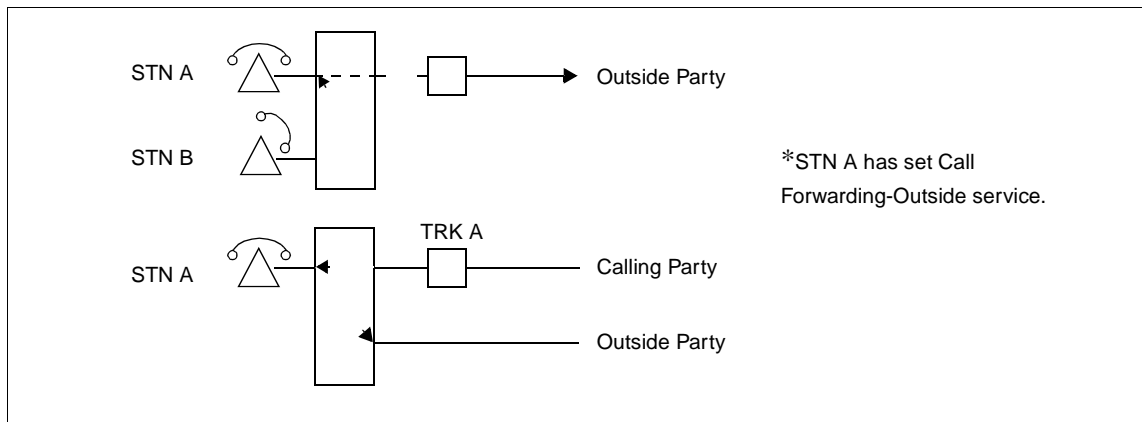 STN A
Outside Party
STN B
*STN A has set Call
Forwarding-Outside service.
TRK A
STN A
Calling Party
Outside Party